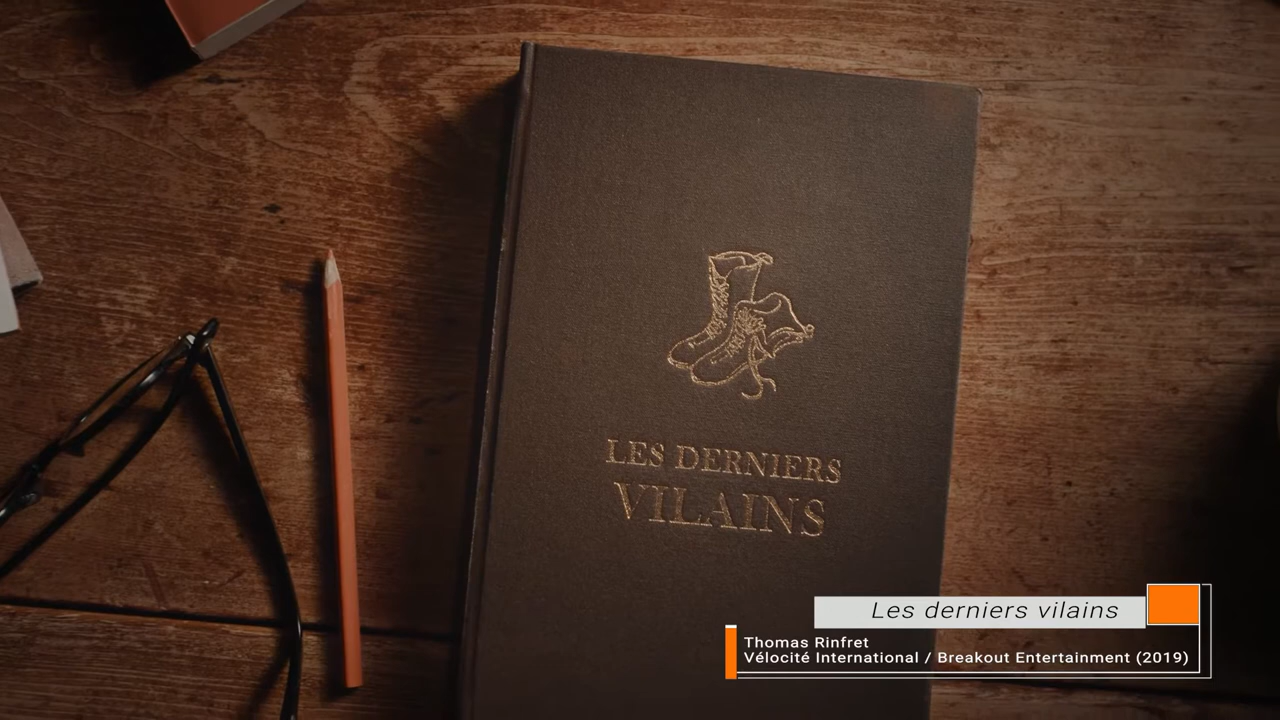 LES DERNIERS
VILAINS
Les derniers vilains
Thomas Rinfret
Vélocité International / Breakout Entertainment (2019)